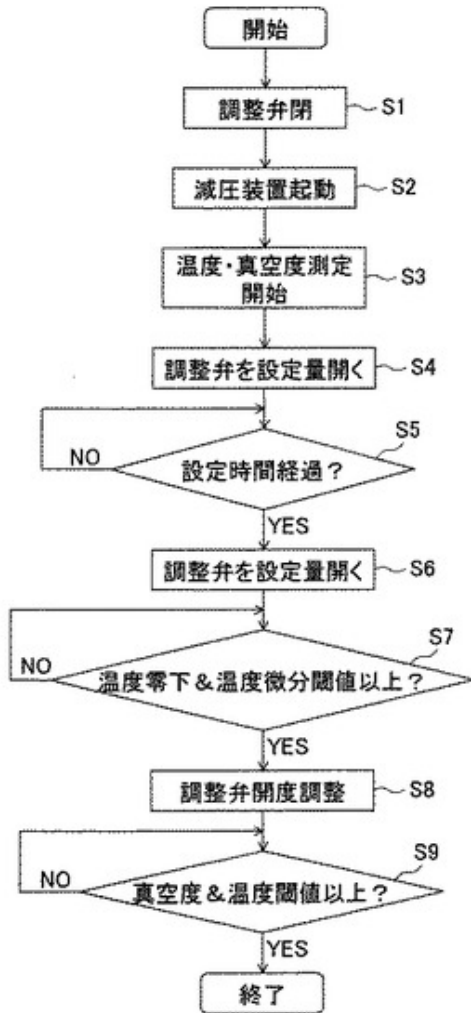 開始
調整弁閉
S1
減圧装置起動
S2
温度・真空度測定
開始
S3
調整弁を設定量開く
S4
S5
設定時間経過？
NO
YES
調整弁を設定量開く
S6
S7
NO
温度零下＆温度微分閾値以上？
YES
調整弁開度調整
S8
S9
NO
真空度＆温度閾値以上？
YES
終了